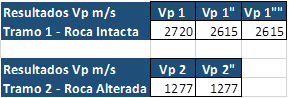 Resultados Vp m/s Vp 1 Vp 1" Vp 1""
Tramo 1 - Roca Intacta 2720 2615 2615
Resultados Vp m/s Vp 2 Vp 2"
Tramo 2 - Roca Alterada 1277 1277